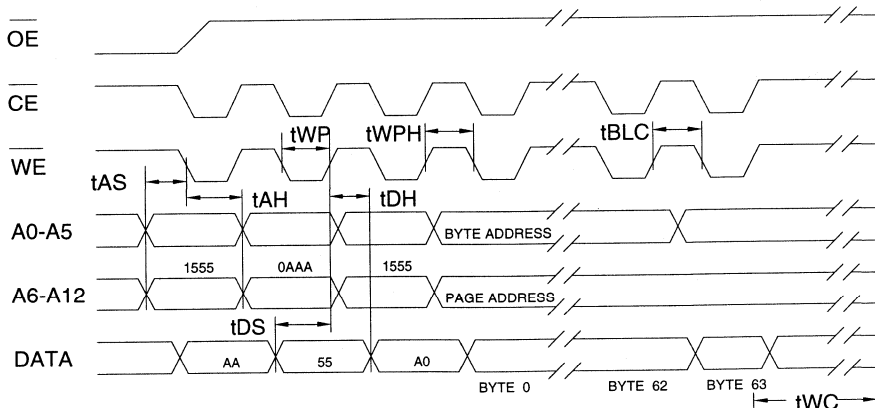 OE
CE
tWP tWPH tBLC
WE
tAS tAH tDH
A0-A5 BYTE ADDRESS
1555 0AAA 1555
A6-A12 PAGE ADDRESS
tDS
DATA AA 55 A0
BYTE 0 BYTE 62 BYTE 63
tWC